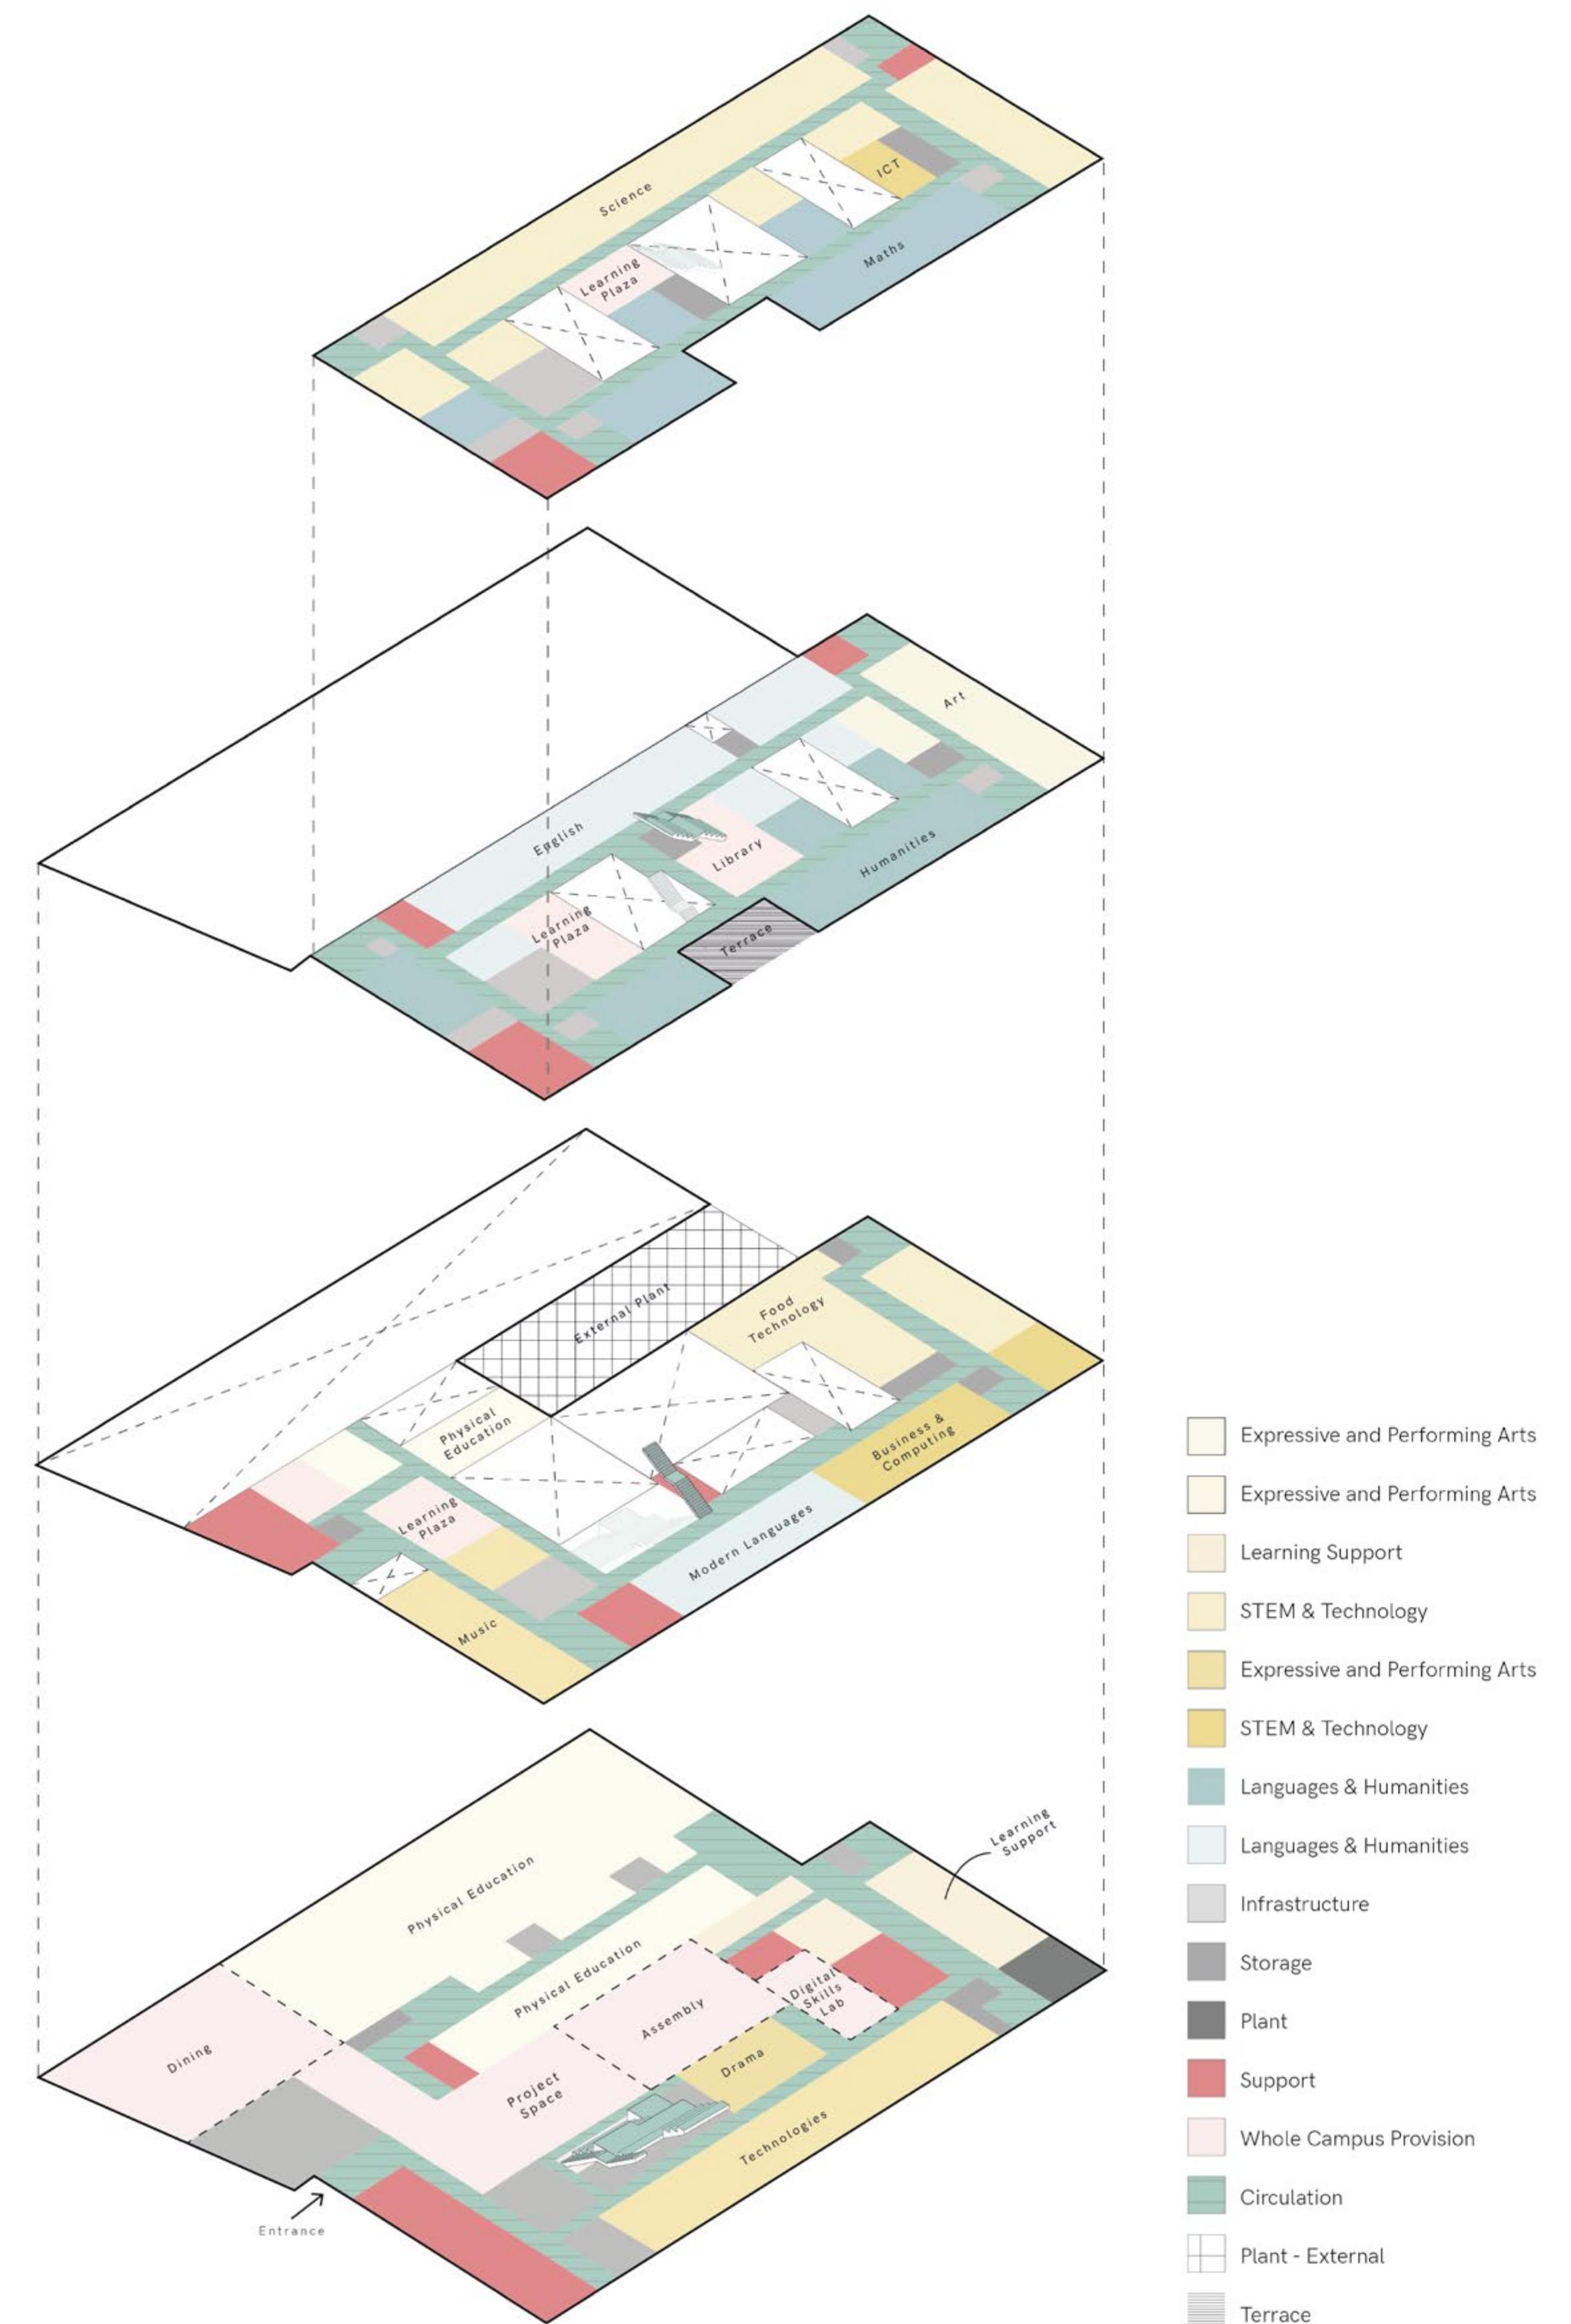 Science
ICT
Maths
Learning
Plaza
Art
English
Library
Humanities
Learning
Plaza
Terrace
External Plant
Food
Technology
Physical
Education
Business &
Computing
Learning
Plaza
Modern Languages
Music
Learning
Support
Physical Education
Physical Education
Digital
Skills
Lab
Assembly
Dining
Drama
Project
Space
Technologies
Entrance
Expressive and Performing Arts
Expressive and Performing Arts
Learning Support
STEM & Technology
Expressive and Performing Arts
STEM & Technology
Languages & Humanities
Languages & Humanities
Infrastructure
Storage
Plant
Support
Whole Campus Provision
Circulation
Plant - External
Terrace